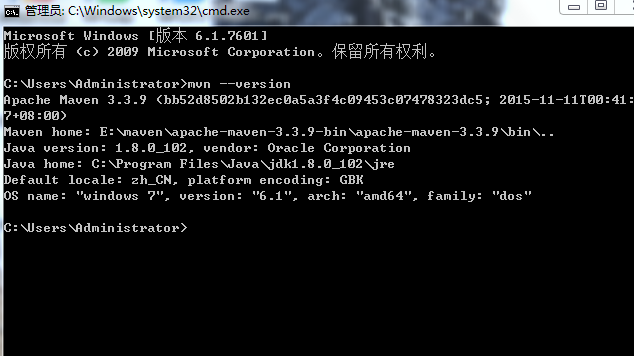 管理员: C:\Windows\system32\cmd.exe
Microsoft Windows [版本 6.1.7601]
版权所有 (c) 2009 Microsoft Corporation。保留所有权利。
C:\Users\Administrator>mvn --version
Apache Maven 3.3.9 (bb52d8502b132ec0a5a3f4c09453c07478323dc5; 2015-11-11T00:41:
7+08:00)
Maven home: E:\maven\apache-maven-3.3.9-bin\apache-maven-3.3.9\bin\..
Java version: 1.8.0_102, vendor: Oracle Corporation
Java home: C:\Program Files\Java\jdk1.8.0_102\jre
Default locale: zh_CN, platform encoding: GBK
OS name: "windows 7", version: "6.1", arch: "amd64", family: "dos"
C:\Users\Administrator>